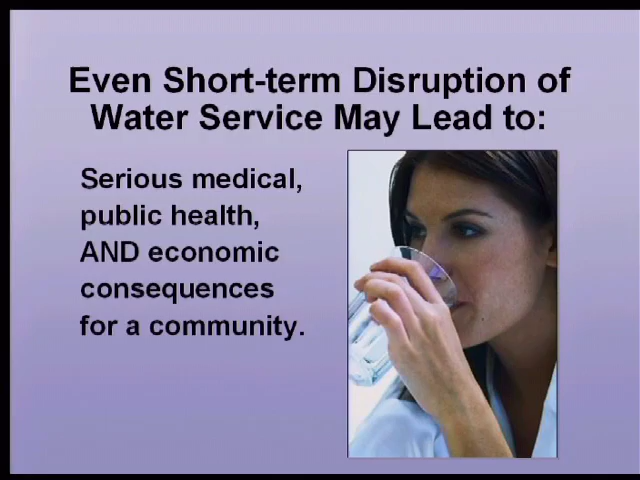 Even Short-term Disruption of
Water Service May Lead to:
Serious medical,
public health,
AND economic
consequences
for a community.